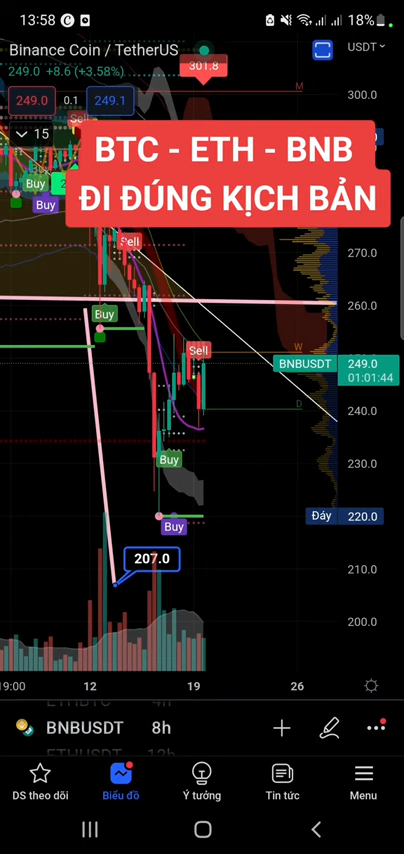 13:58
18%
Binance Coin / TetherUS
USDT
249.0 +8.6 (+3.58%)
301.8
M
300.0
249.0 0.1 249.1
Sell
15
BTC - ETH - BNB
ĐI ĐÚNG KỊCH BẢN
Buy
Buy
Sell
270.0
260.0
Buy
Sell
W
BNBUSDT 249.0
01:01:44
D
240.0
Buy
230.0
Đáy 220.0
Buy
207.0
210.0
200.0
19:00 12 19 26
BNBUSDT 8h
ETHUSDT 12h
DS theo dõi
Biểu đồ
Ý tưởng
Tin tức
Menu